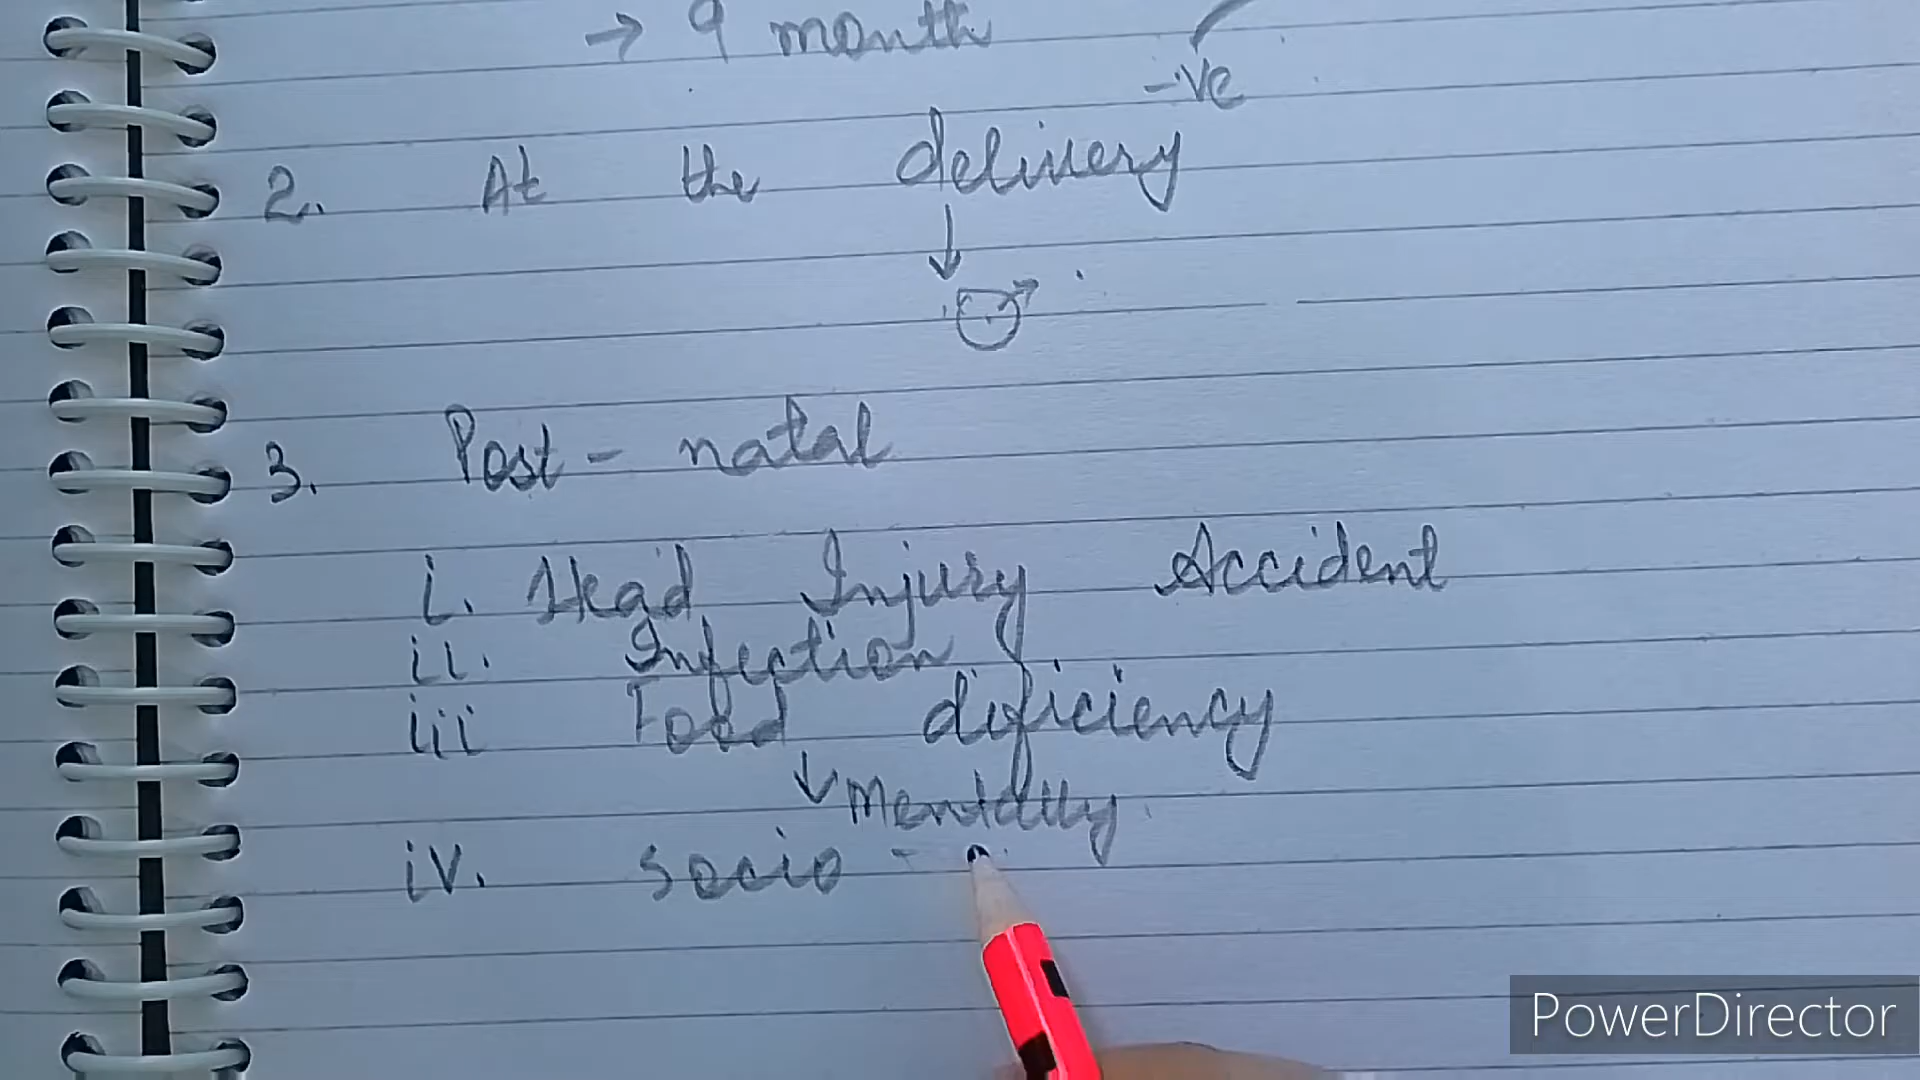 → 9 month
-ve
2. At the delivery
↓
3. Post - natal
i. Head Injury Accident
ii. Infection
iii Food dificiency
↓ Mentally
iv. Socio -
PowerDirector